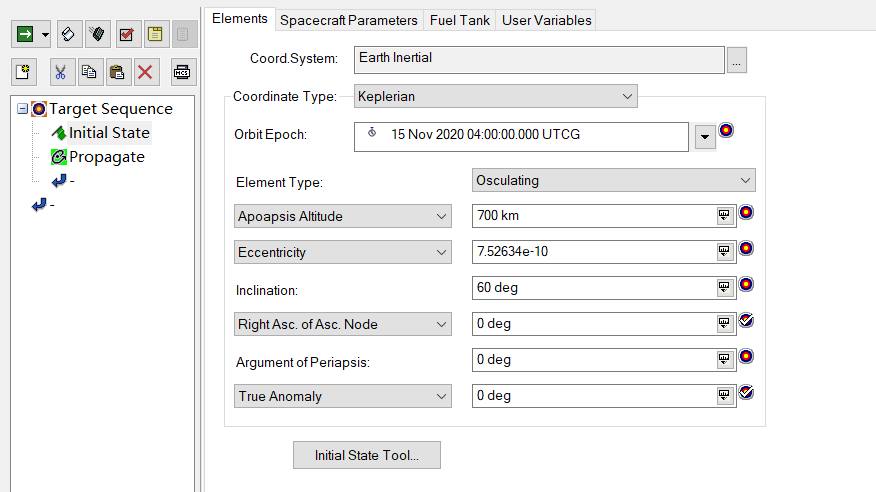 Elements Spacecraft Parameters Fuel Tank User Variables
Coord.System: Earth Inertial ...
Coordinate Type: Keplerian
Orbit Epoch: 15 Nov 2020 04:00:00.000 UTCG
Element Type: Osculating
Apoapsis Altitude 700 km
Eccentricity 7.52634e-10
Inclination: 60 deg
Right Asc. of Asc. Node 0 deg
Argument of Periapsis: 0 deg
True Anomaly 0 deg
Initial State Tool...
MCS
Target Sequence
Initial State
Propagate
-
-